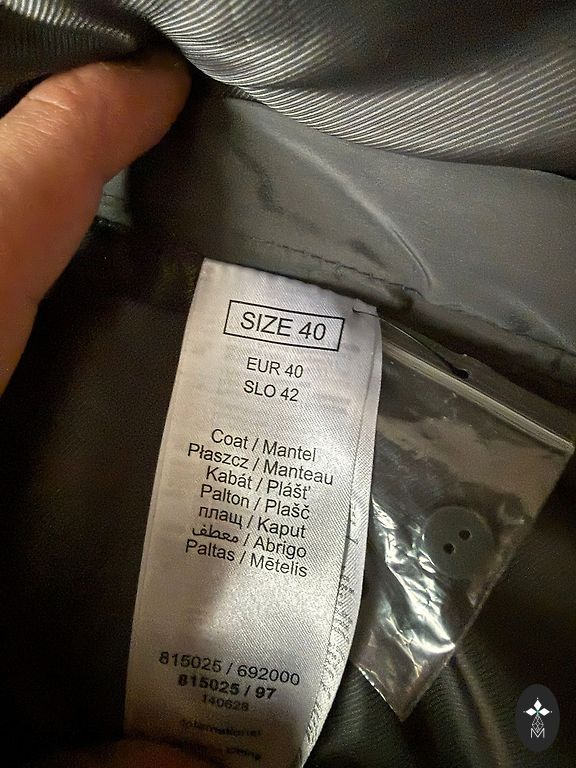 SIZE 40
EUR 40
SLO 42
Coat / Mantel
Płaszcz / Manteau
Kabát / Plášť
Palton / Plašč
плащ / Kaput
معطف / Abrigo
Paltas / Mētelis
815025 / 692000
815025 / 97
140628
International